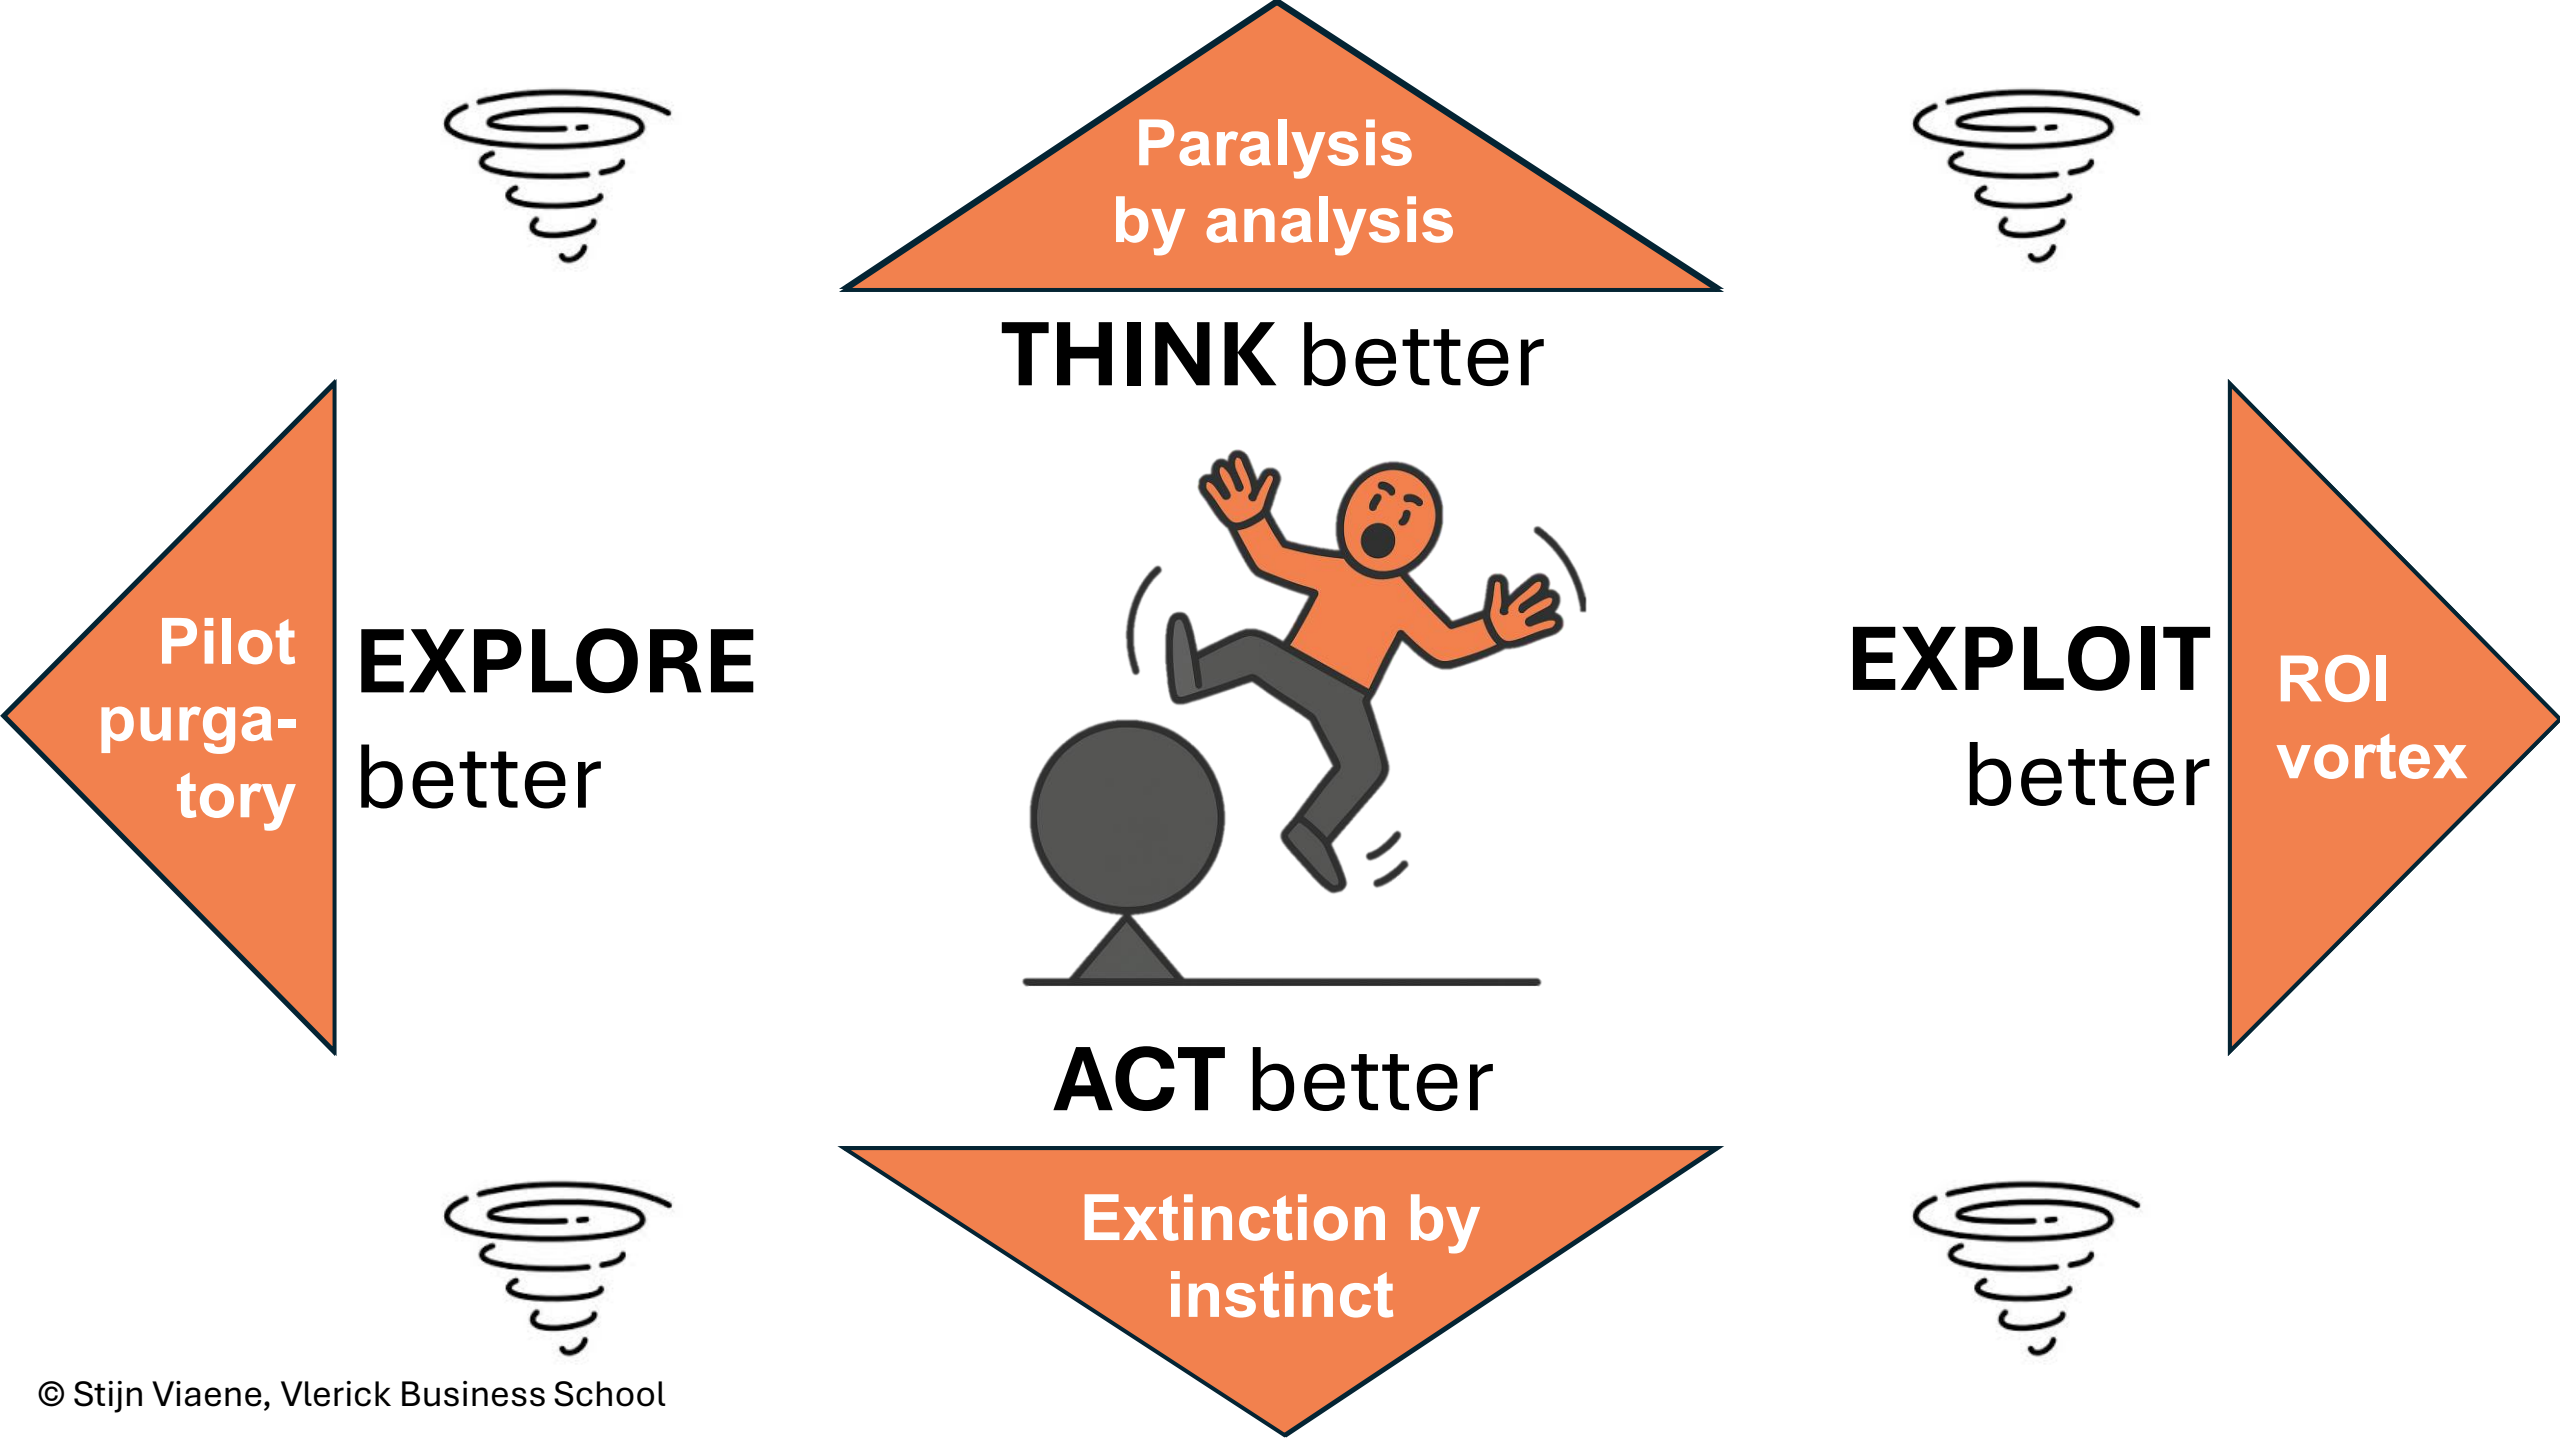 Paralysis
by analysis
THINK better
Pilot
purga-
tory
EXPLORE
better
EXPLOIT
better
ROI
vortex
ACT better
Extinction by
instinct
© Stijn Viaene, Vlerick Business School